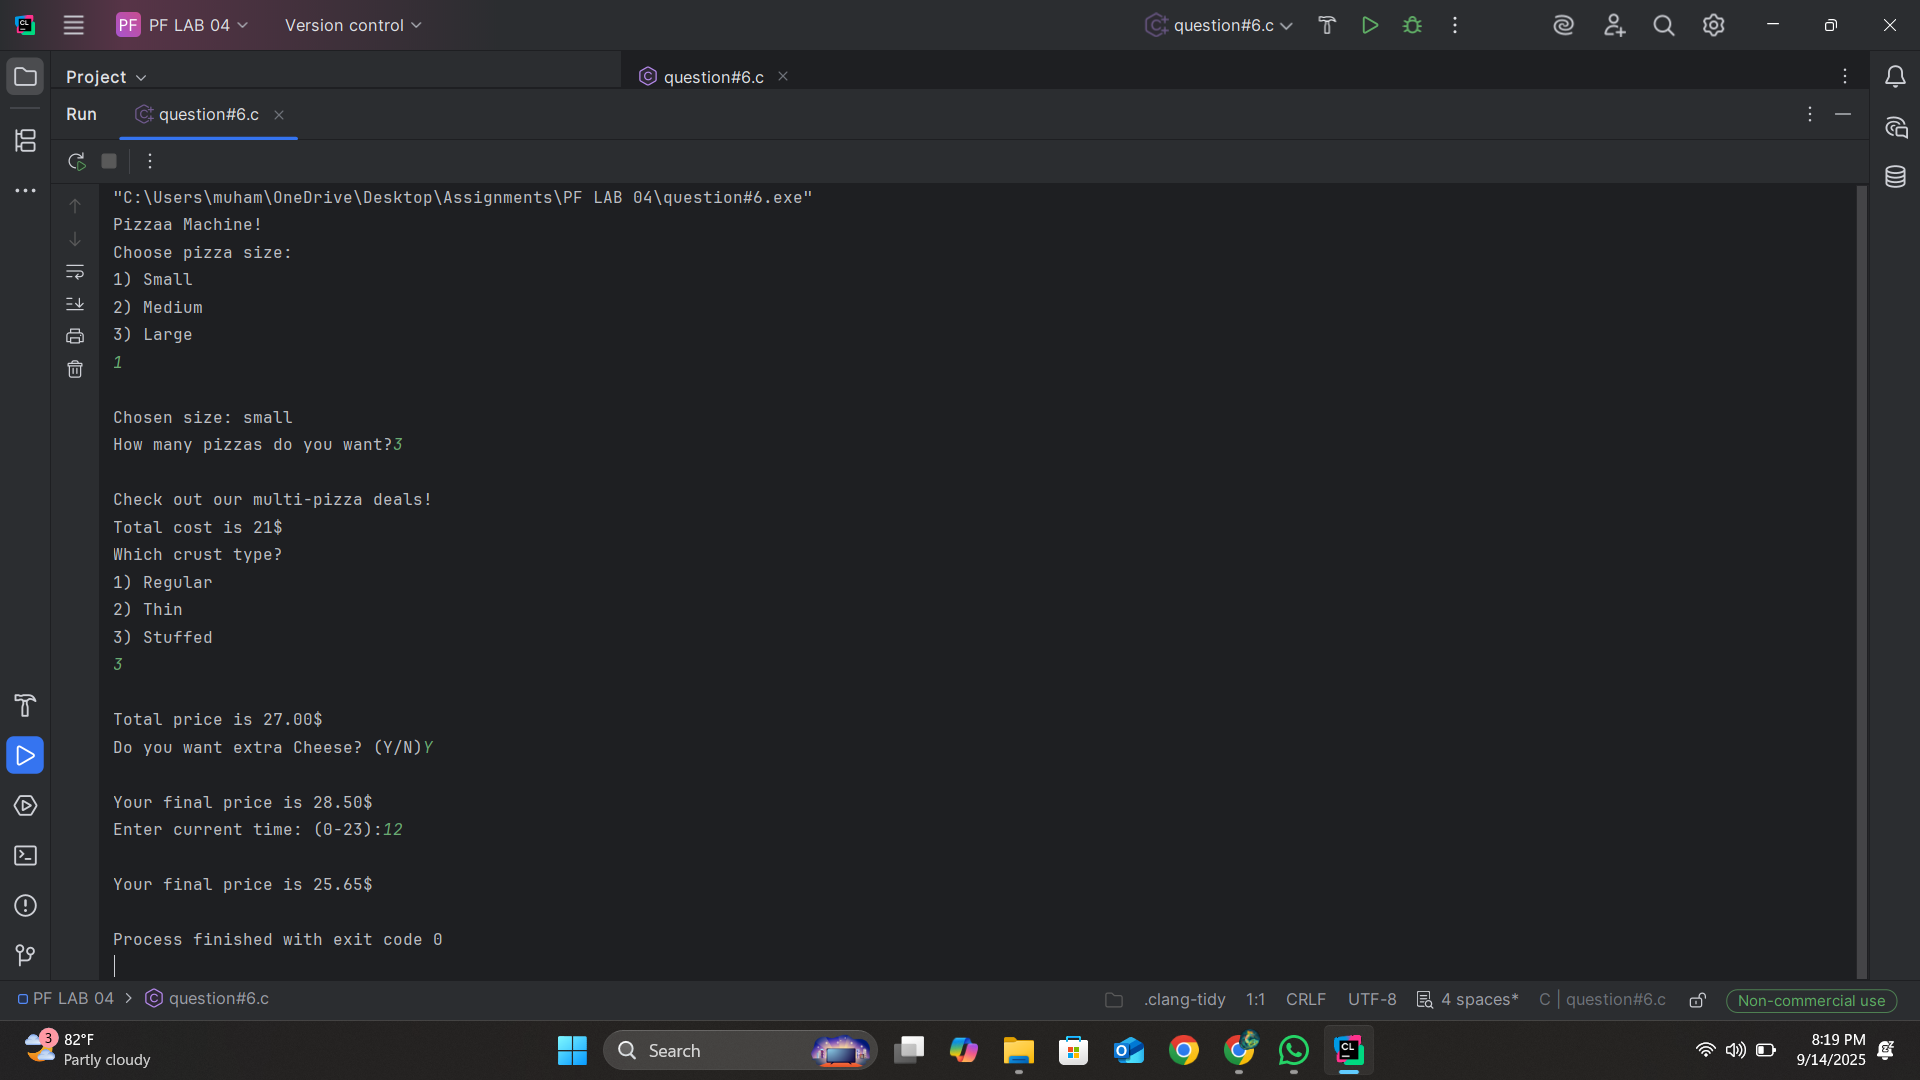 PF PF LAB 04 Version control question#6.c
Project question#6.c
Run question#6.c
"C:\Users\muham\OneDrive\Desktop\Assignments\PF LAB 04\question#6.exe"
Pizzaa Machine!
Choose pizza size:
1) Small
2) Medium
3) Large
1
Chosen size: small
How many pizzas do you want?3
Check out our multi-pizza deals!
Total cost is 21$
Which crust type?
1) Regular
2) Thin
3) Stuffed
3
Total price is 27.00$
Do you want extra Cheese? (Y/N)Y
Your final price is 28.50$
Enter current time: (0-23):12
Your final price is 25.65$
Process finished with exit code 0
PF LAB 04 > question#6.c .clang-tidy 1:1 CRLF UTF-8 4 spaces* C | question#6.c Non-commercial use
3 82°F Search 8:19 PM
Partly cloudy 9/14/2025